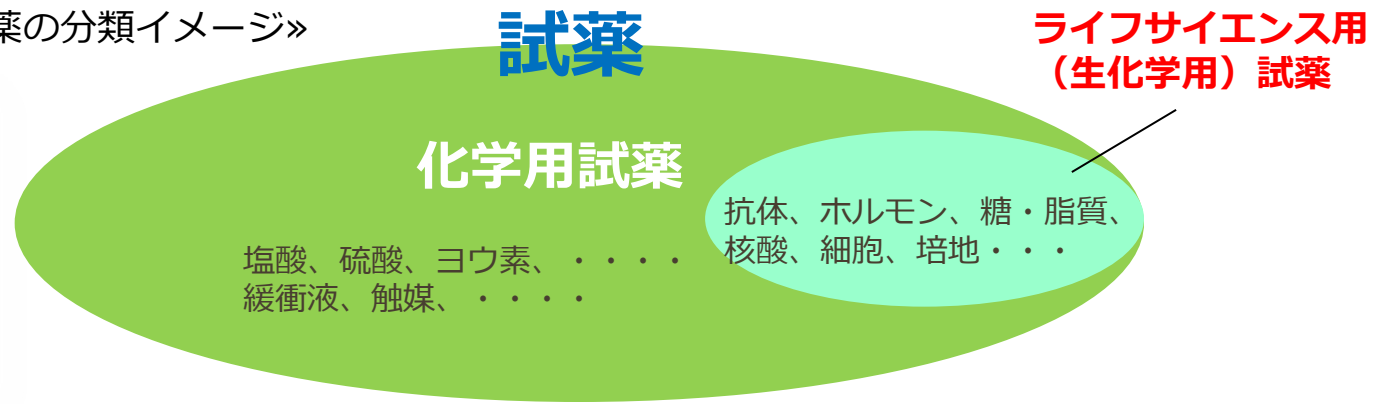 薬の分類イメージ»
試薬
ライフサイエンス用
（生化学用）試薬
化学用試薬
抗体、ホルモン、糖・脂質、
核酸、細胞、培地・・・
塩酸、硫酸、ヨウ素、・・・・
緩衝液、触媒、・・・・